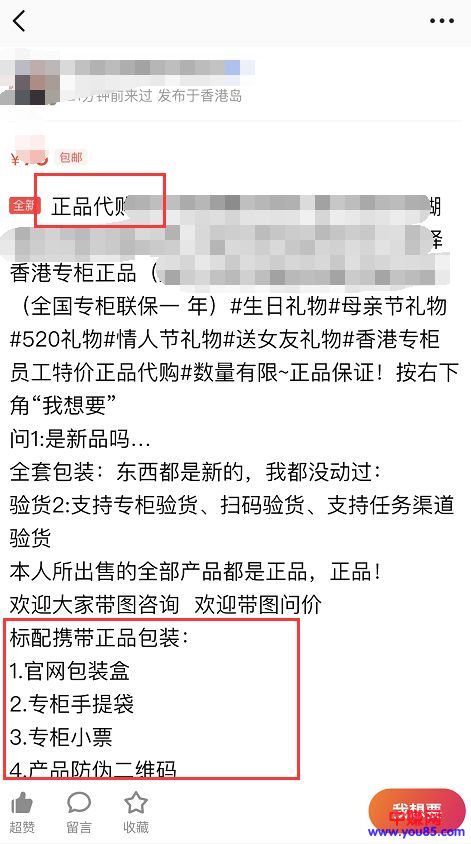 分钟前来过 发布于香港岛
¥
包邮
全新 正品代购
香港专柜正品（
（全国专柜联保一 年）#生日礼物#母亲节礼物
#520礼物#情人节礼物#送女友礼物#香港专柜
员工特价正品代购#数量有限~正品保证！按右下
角“我想要”
问1:是新品吗...
全套包装：东西都是新的，我都没动过：
验货2:支持专柜验货、扫码验货、支持任务渠道
验货
本人所出售的全部产品都是正品，正品！
欢迎大家带图咨询 欢迎带图问价
标配携带正品包装：
1.官网包装盒
2.专柜手提袋
3.专柜小票
4.产品防伪二维码
超赞 留言 收藏
我想要
中赚网
www.you85.com